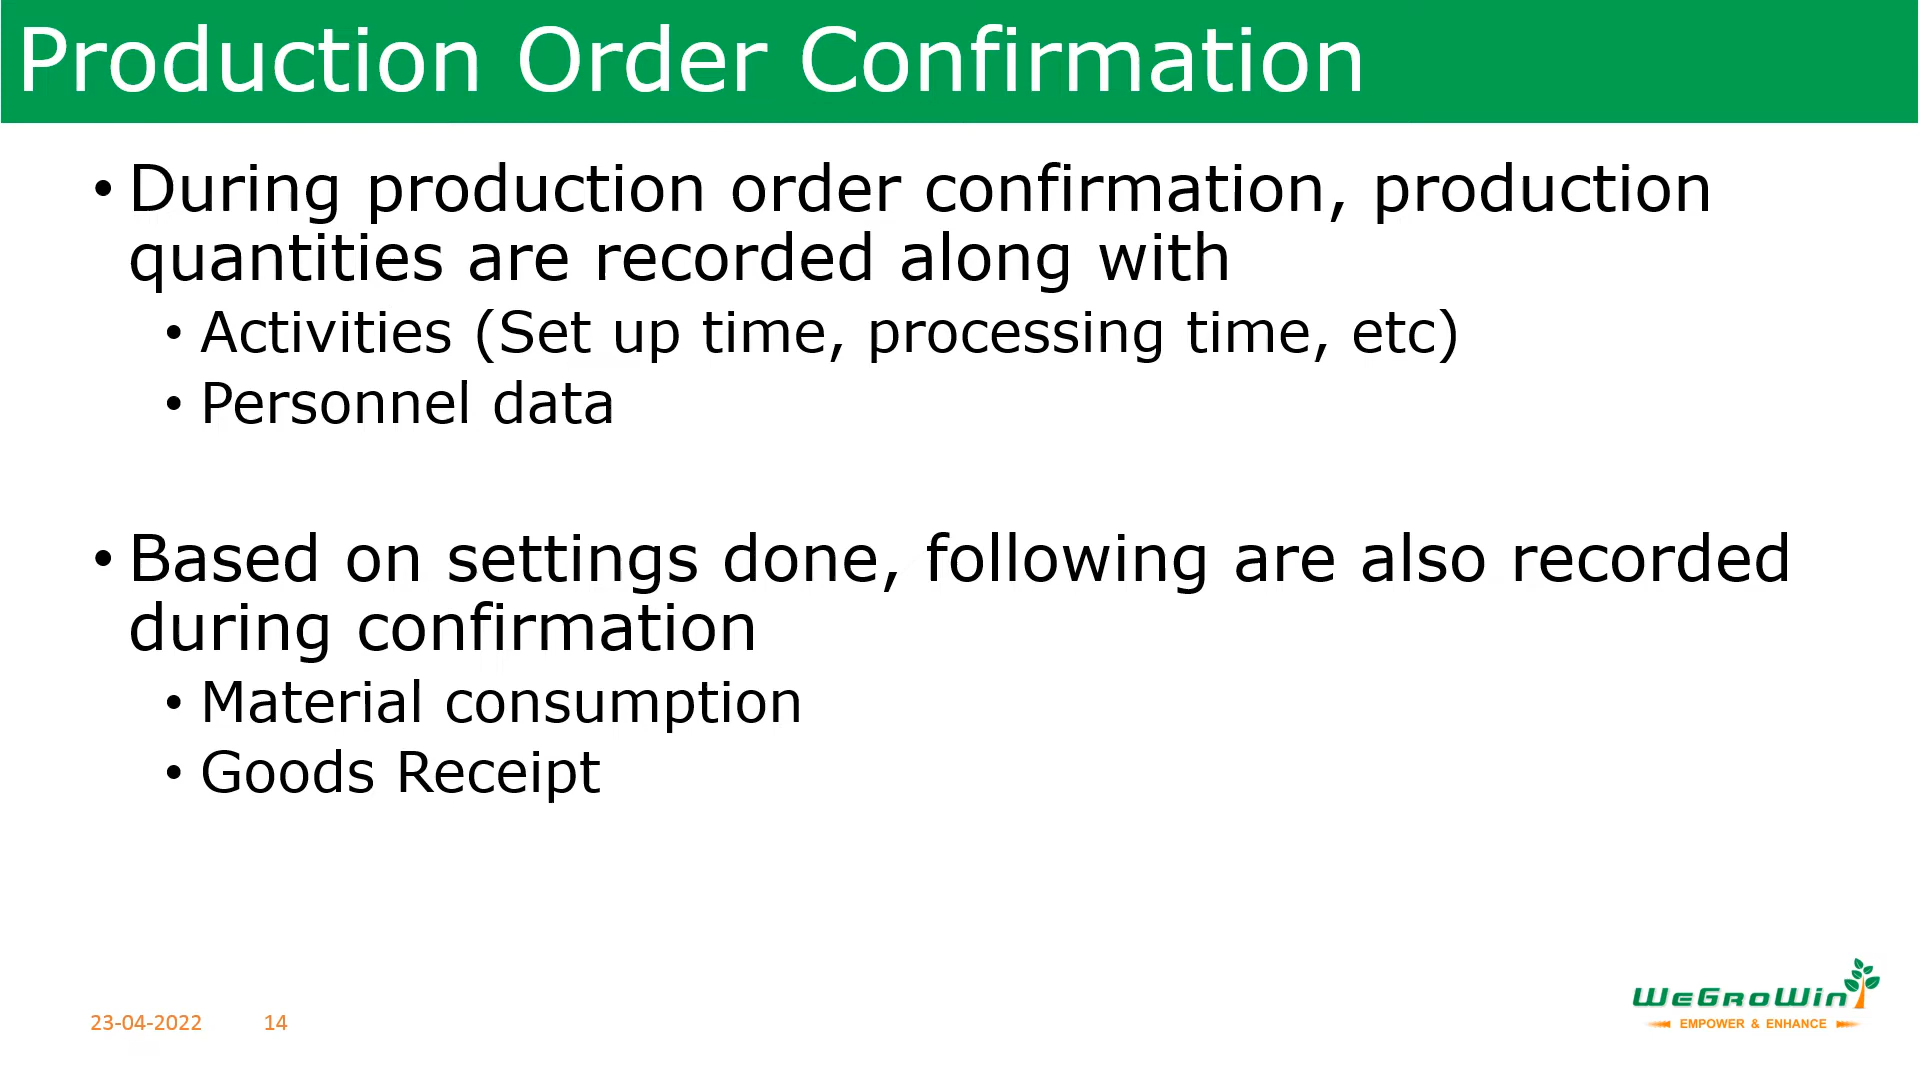 Production Order Confirmation
• During production order confirmation, production
quantities are recorded along with
• Activities (Set up time, processing time, etc)
• Personnel data
• Based on settings done, following are also recorded
during confirmation
• Material consumption
• Goods Receipt
23-04-2022 14
WeGroWin
EMPOWER & ENHANCE